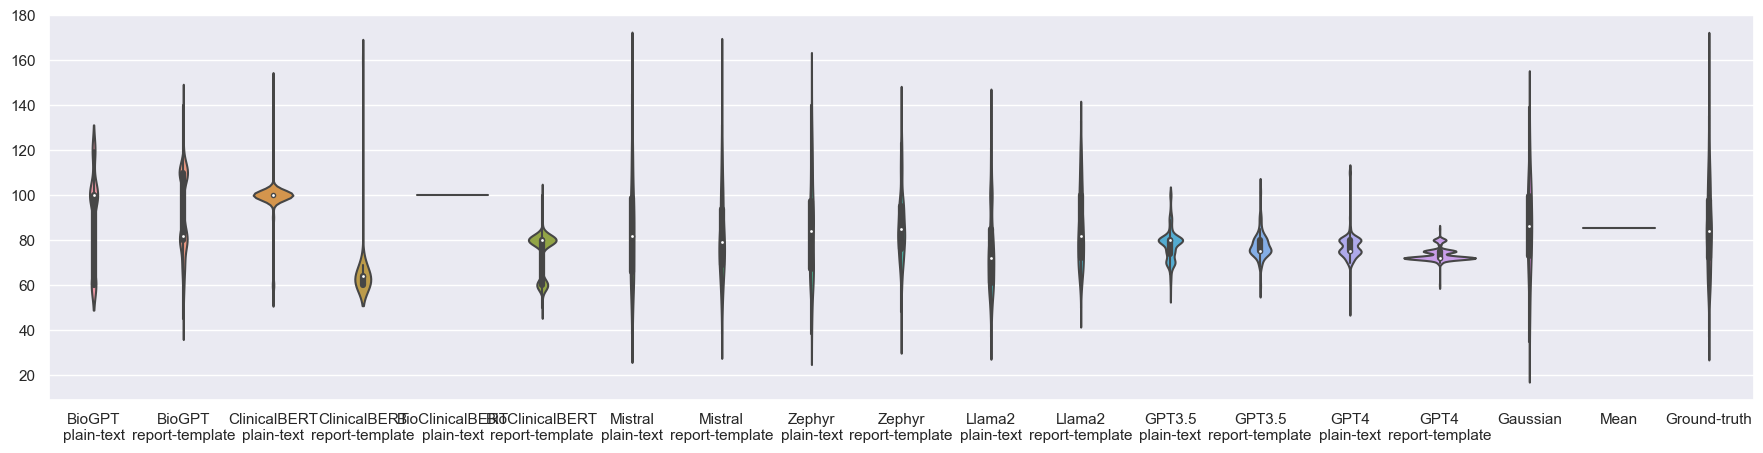 180
160
140
120
100
80
60
40
20
BioGPT
plain-text
BioGPT
report-template
ClinicalBERT
plain-text
ClinicalBERT
report-template
BioClinicalBERT
plain-text
BioClinicalBERT
report-template
Mistral
plain-text
Mistral
report-template
Zephyr
plain-text
Zephyr
report-template
Llama2
plain-text
Llama2
report-template
GPT3.5
plain-text
GPT3.5
report-template
GPT4
plain-text
GPT4
report-template
Gaussian
Mean
Ground-truth